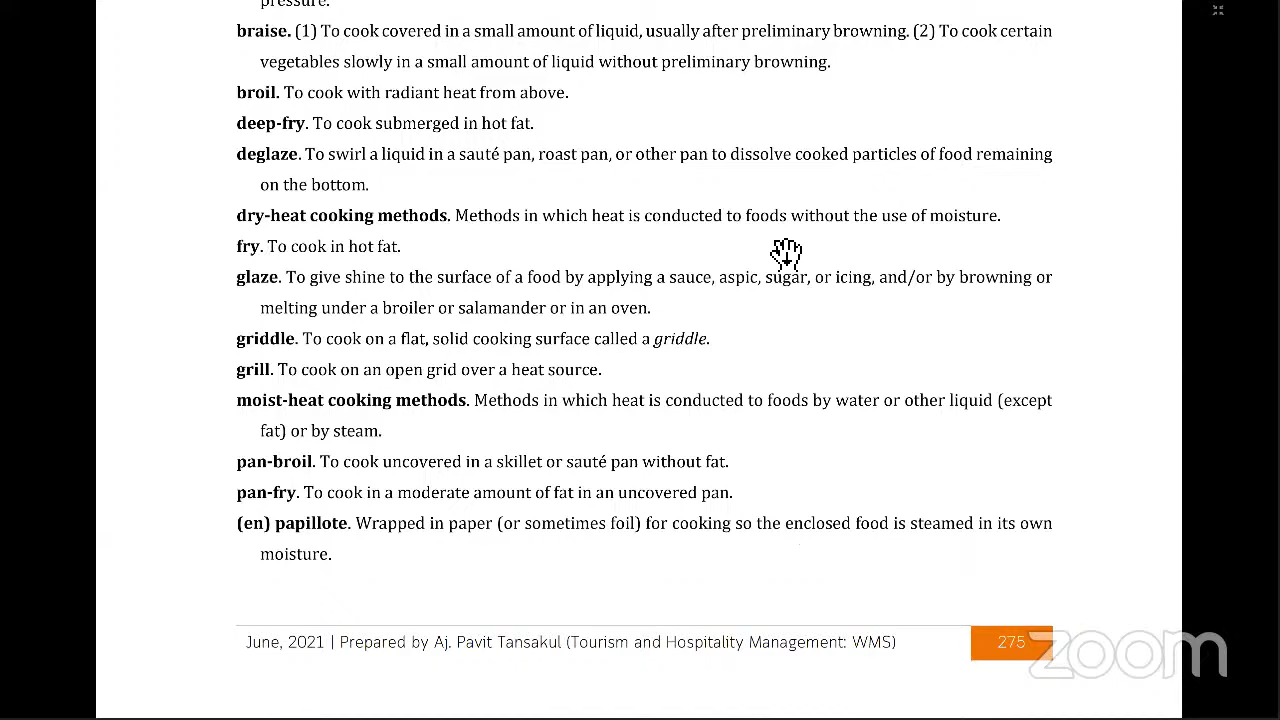 pressure.
braise. (1) To cook covered in a small amount of liquid, usually after preliminary browning. (2) To cook certain
vegetables slowly in a small amount of liquid without preliminary browning.
broil. To cook with radiant heat from above.
deep-fry. To cook submerged in hot fat.
deglaze. To swirl a liquid in a sauté pan, roast pan, or other pan to dissolve cooked particles of food remaining
on the bottom.
dry-heat cooking methods. Methods in which heat is conducted to foods without the use of moisture.
fry. To cook in hot fat.
glaze. To give shine to the surface of a food by applying a sauce, aspic, sugar, or icing, and/or by browning or
melting under a broiler or salamander or in an oven.
griddle. To cook on a flat, solid cooking surface called a griddle.
grill. To cook on an open grid over a heat source.
moist-heat cooking methods. Methods in which heat is conducted to foods by water or other liquid (except
fat) or by steam.
pan-broil. To cook uncovered in a skillet or sauté pan without fat.
pan-fry. To cook in a moderate amount of fat in an uncovered pan.
(en) papillote. Wrapped in paper (or sometimes foil) for cooking so the enclosed food is steamed in its own
moisture.
June, 2021 | Prepared by Aj. Pavit Tansakul (Tourism and Hospitality Management: WMS)
275
zoom